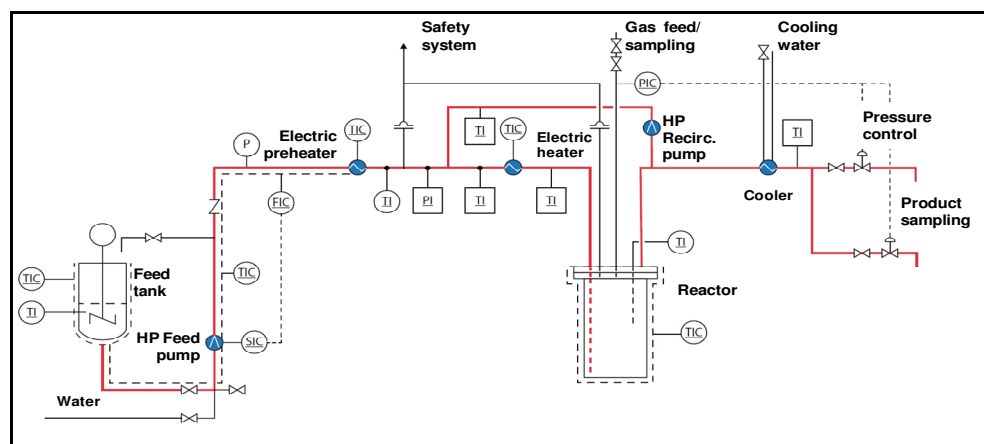 Safety
system
Gas feed/
sampling
Cooling
water
PIC
TI
TIC
TIC
P
Electric
preheater
Electric
heater
HP
Recirc.
pump
TI
Pressure
control
Cooler
Product
sampling
FIC
TI
PI
TI
TI
TI
TIC
Feed
tank
TIC
TI
Reactor
HP Feed
pump
SIC
TIC
Water